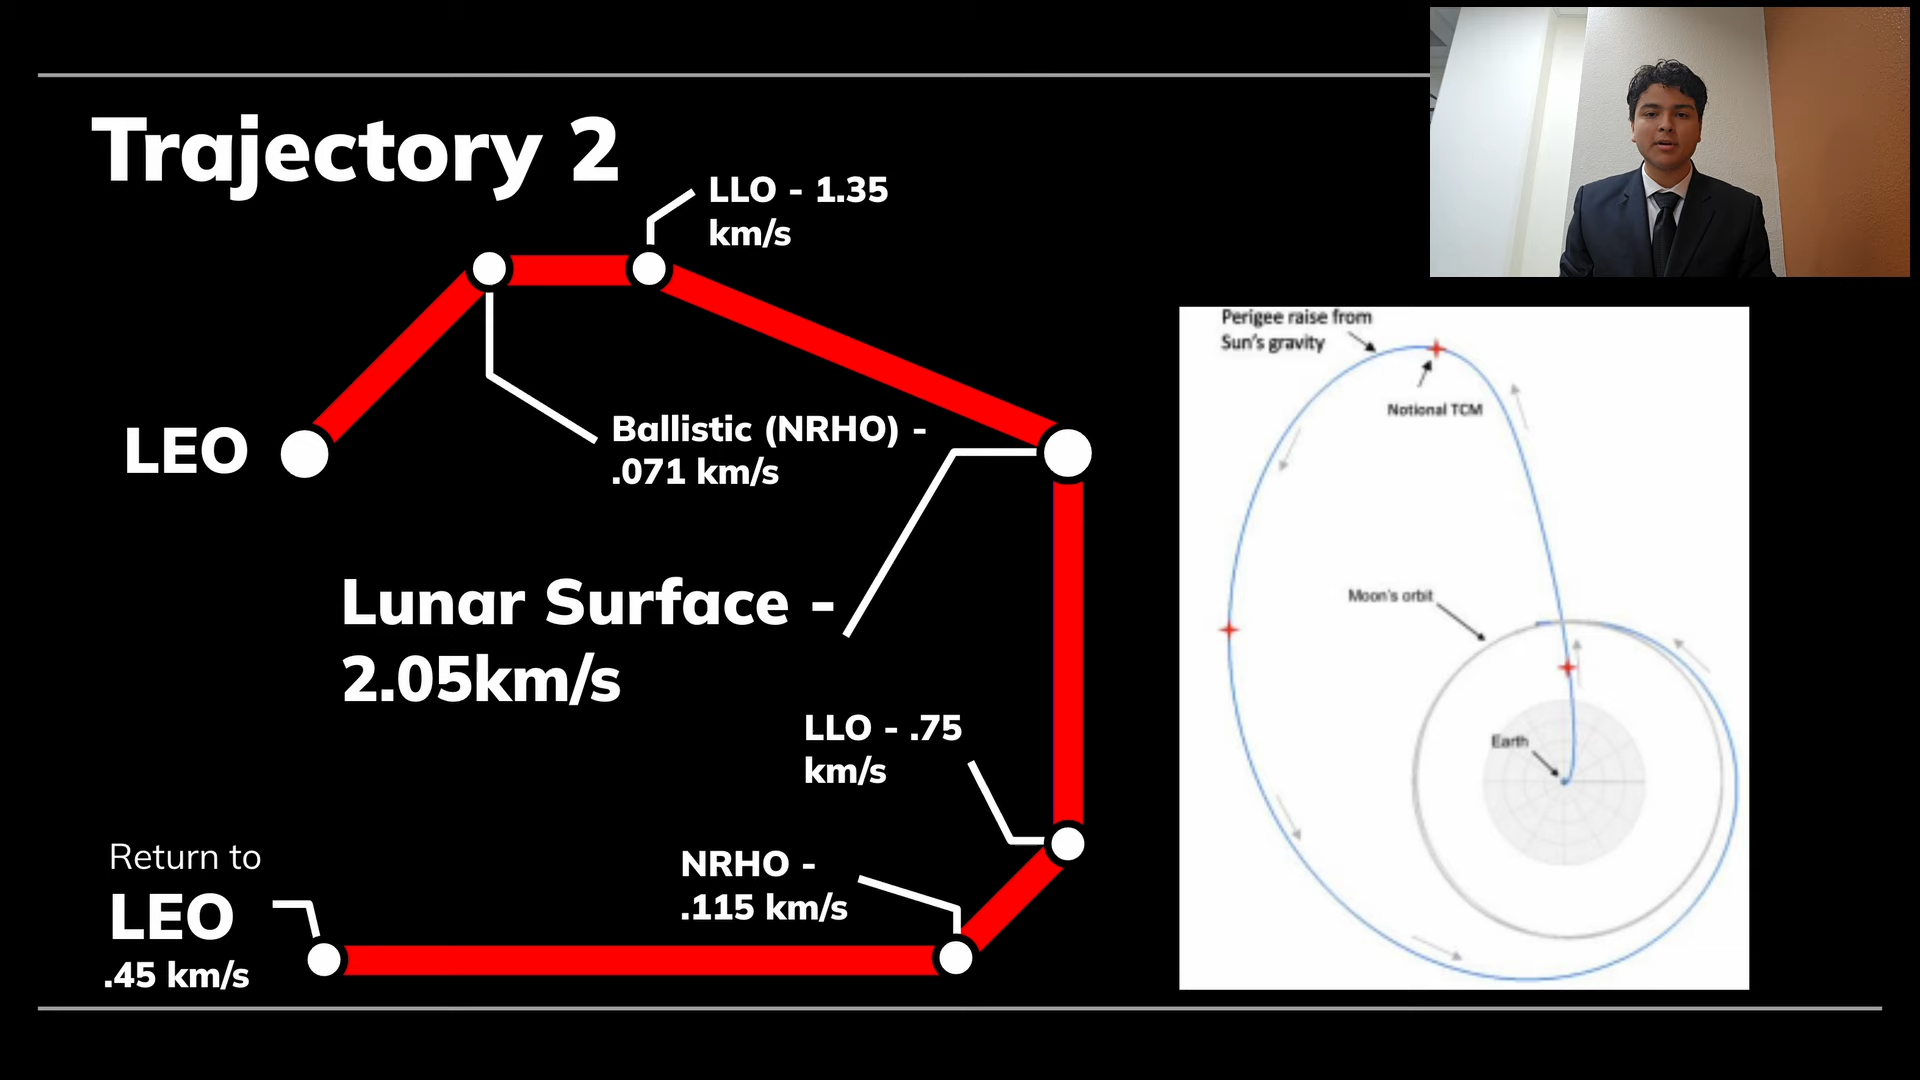 Trajectory 2
LLO - 1.35
km/s
LEO
Ballistic (NRHO) -
.071 km/s
Lunar Surface -
2.05km/s
LLO - .75
km/s
NRHO -
.115 km/s
Return to
LEO
.45 km/s
Perigee raise from
Sun's gravity
Notional TCM
Moon's orbit
Earth